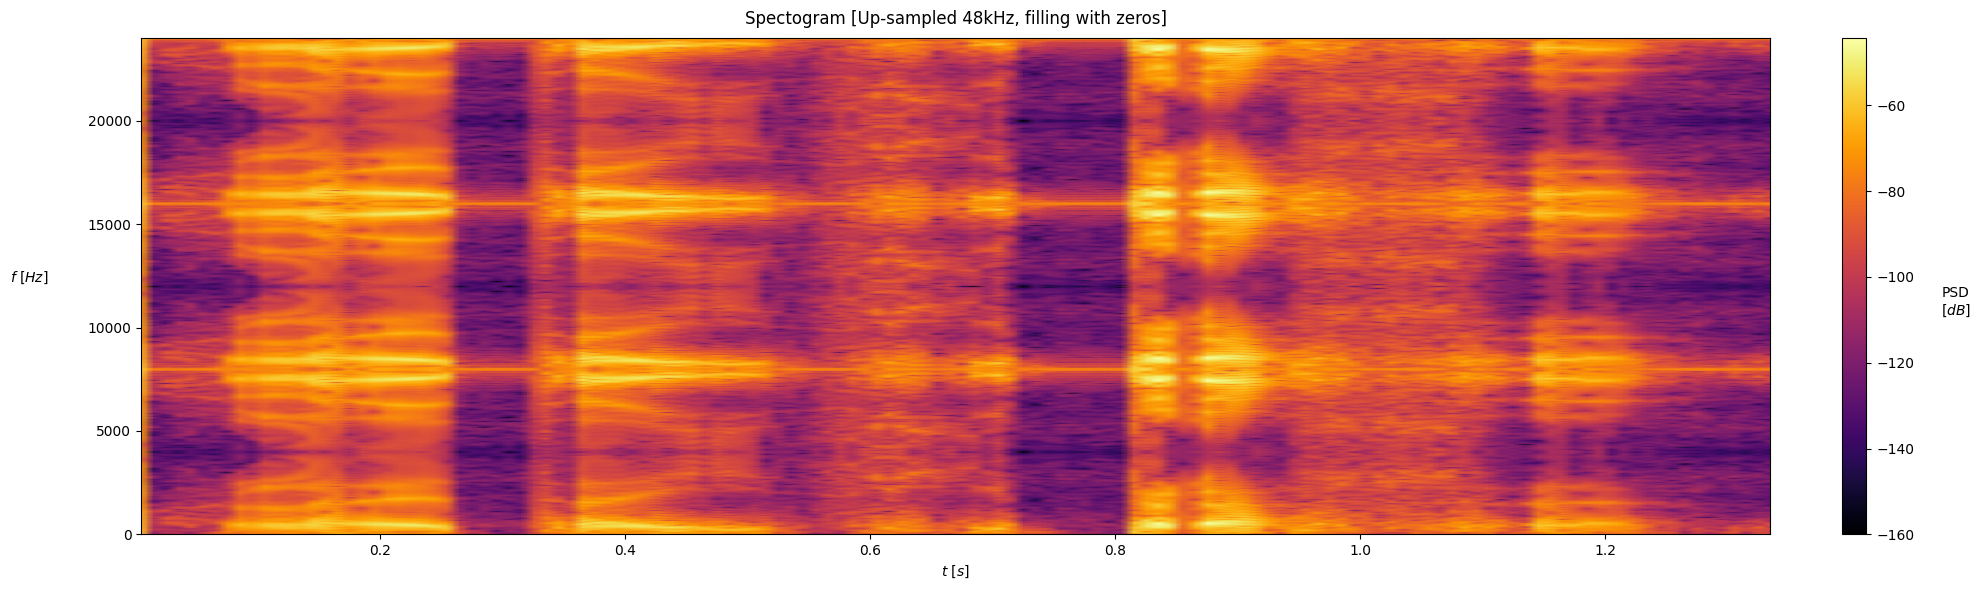 Spectogram [Up-sampled 48kHz, filling with zeros]
20000
15000
10000
5000
0
f [Hz]
0.2 0.4 0.6 0.8 1.0 1.2
t [s]
−60
−80
−100
−120
−140
−160
PSD
[dB]